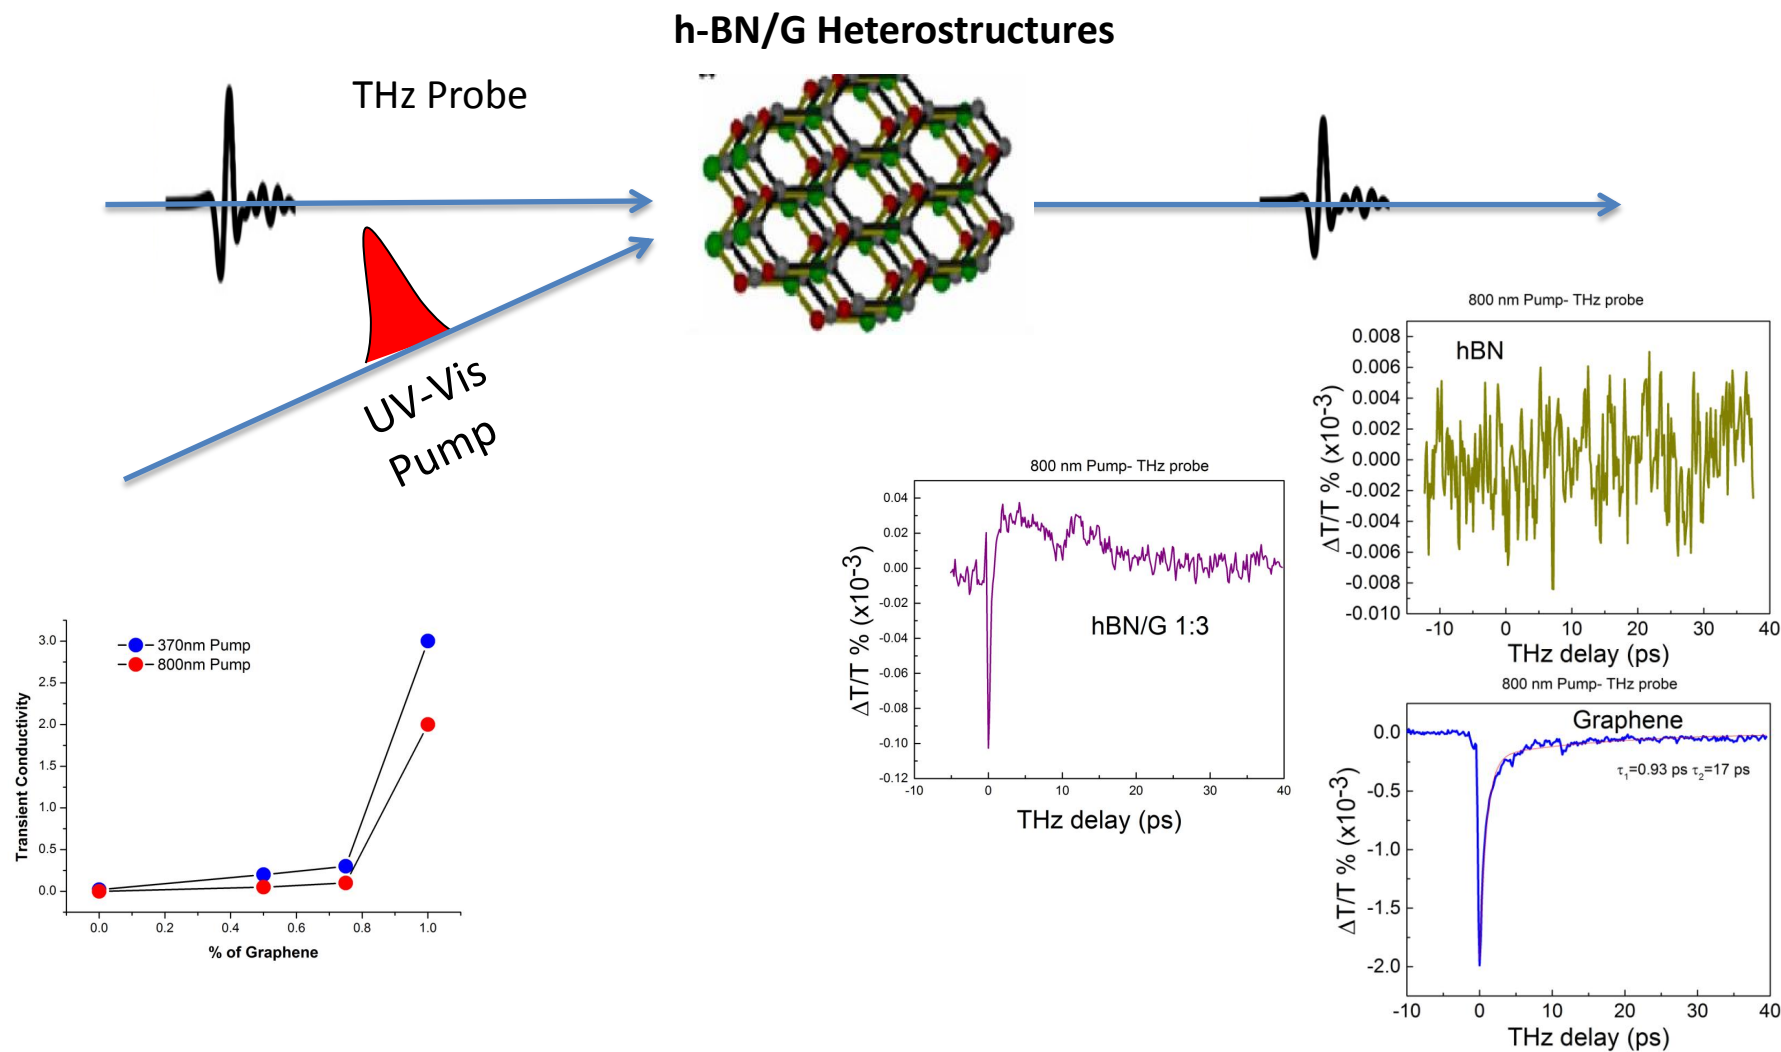 h-BN/G Heterostructures
THz Probe
UV-Vis
Pump
800 nm Pump- THz probe
hBN
0.008
0.006
0.004
0.002
0.000
-0.002
-0.004
-0.006
-0.008
-0.010
ΔT/T % (x10-3)
-10 0 10 20 30 40
THz delay (ps)
800 nm Pump- THz probe
0.04
0.02
0.00
-0.02
-0.04
-0.06
-0.08
-0.10
-0.12
ΔT/T % (x10-3)
hBN/G 1:3
-10 0 10 20 30 40
THz delay (ps)
370nm Pump
800nm Pump
3.0
2.5
2.0
1.5
1.0
0.5
0.0
Transient Conductivity
0.0 0.2 0.4 0.6 0.8 1.0
% of Graphene
800 nm Pump- THz probe
Graphene
τ1=0.93 ps τ2=17 ps
0.0
-0.5
-1.0
-1.5
-2.0
ΔT/T % (x10-3)
-10 0 10 20 30 40
THz delay (ps)